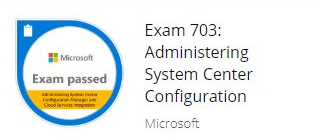 Microsoft
Exam passed
Administering System Center
Configuration Manager and
Cloud Services Integration
Exam 703:
Administering
System Center
Configuration
Microsoft